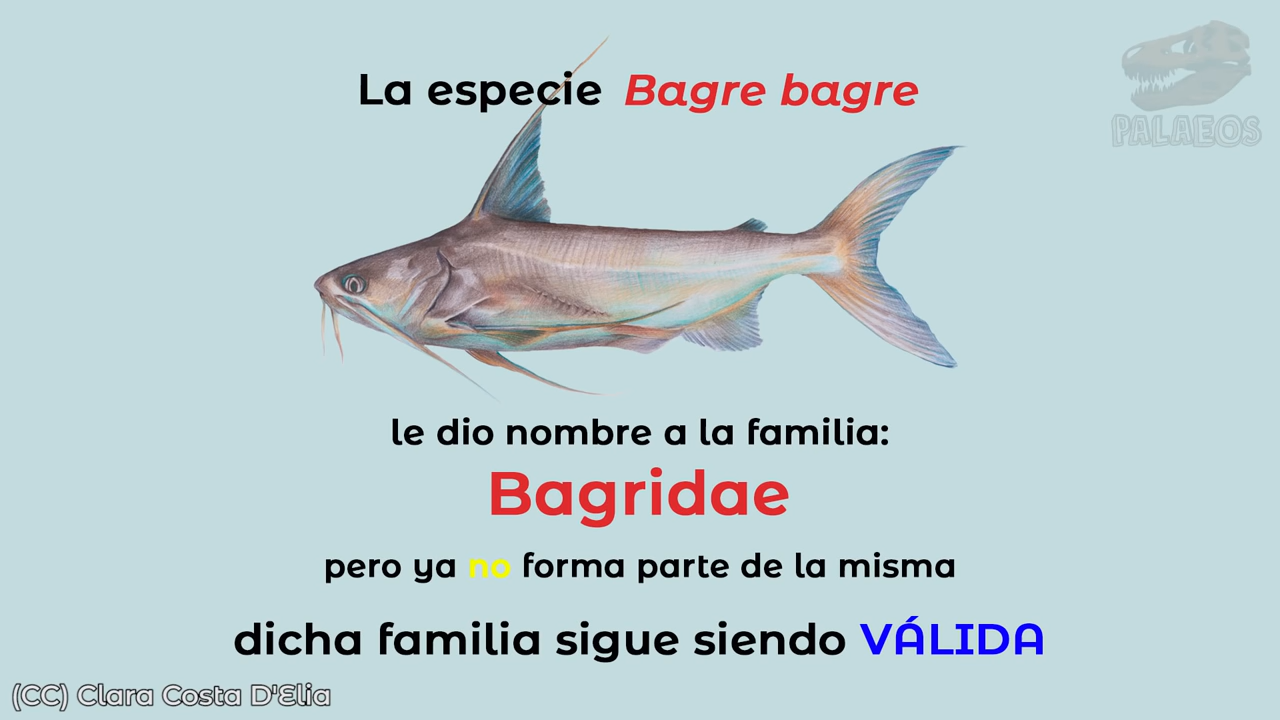 La especie Bagre bagre
PALAEOS
le dio nombre a la familia:
Bagridae
pero ya no forma parte de la misma
dicha familia sigue siendo VÁLIDA
(CC) Clara Costa D'Elia